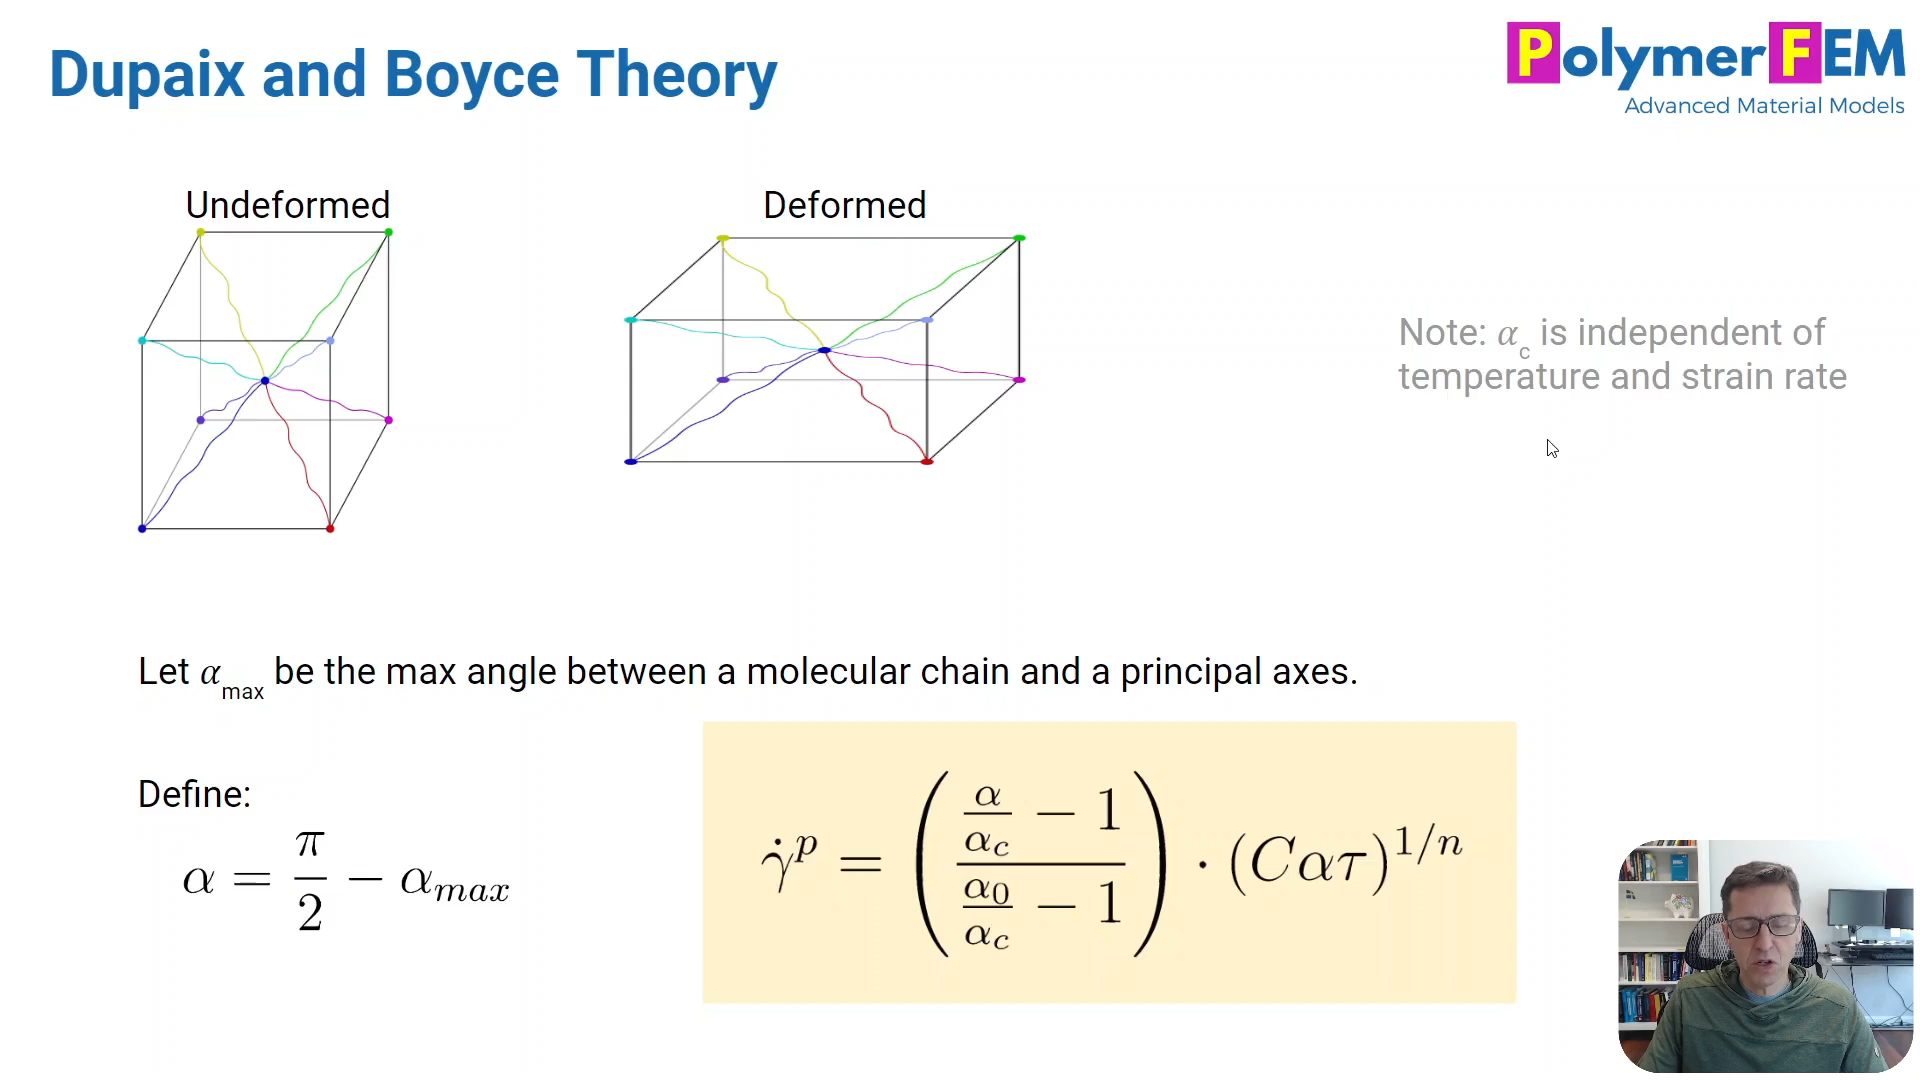 Dupaix and Boyce Theory
PolymerFEM
Advanced Material Models
Undeformed
Deformed
Note: α_c is independent of
temperature and strain rate
Let α_max be the max angle between a molecular chain and a principal axes.
Define:
α = π/2 − α_max
γ̇^p = ((α/α_c − 1)/(α_0/α_c − 1)) · (Cατ)^{1/n}